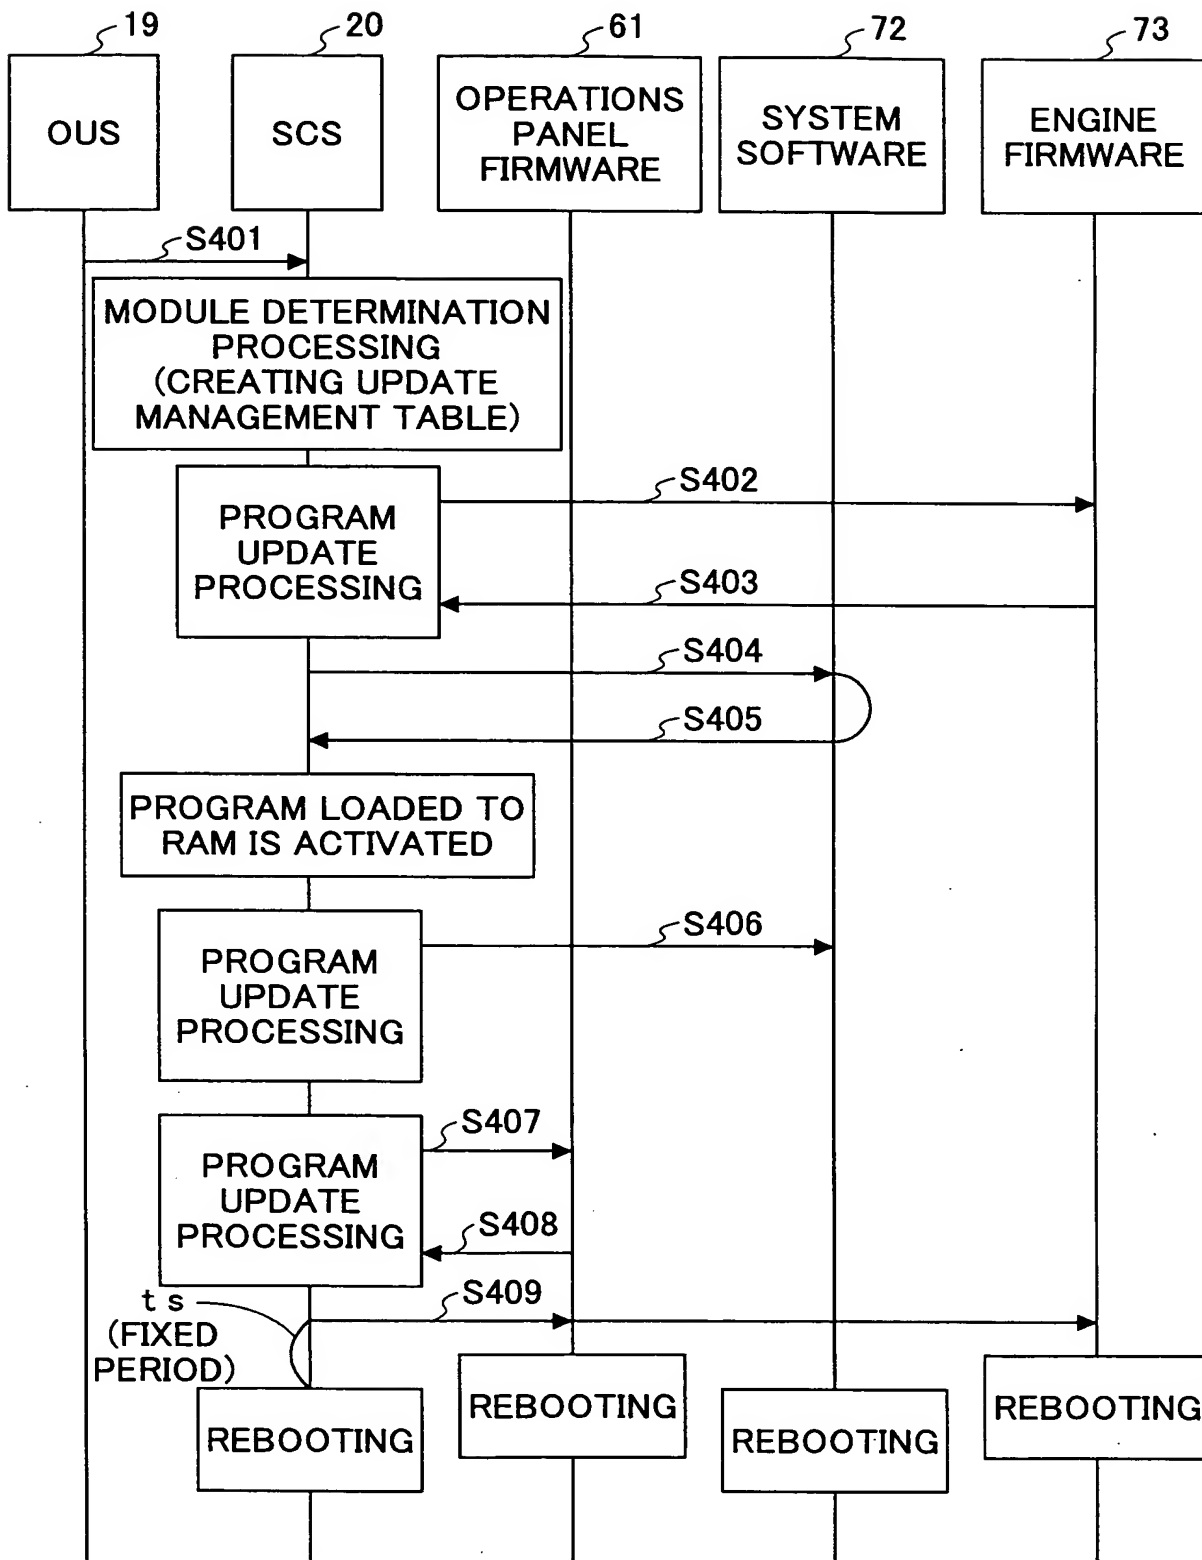 19
20
61
72
73
OUS
SCS
OPERATIONS
PANEL
FIRMWARE
SYSTEM
SOFTWARE
ENGINE
FIRMWARE
S401
MODULE DETERMINATION
PROCESSING
(CREATING UPDATE
MANAGEMENT TABLE)
S402
PROGRAM
UPDATE
PROCESSING
S403
S404
S405
PROGRAM LOADED TO
RAM IS ACTIVATED
S406
PROGRAM
UPDATE
PROCESSING
S407
PROGRAM
UPDATE
PROCESSING
S408
S409
ts
(FIXED
PERIOD)
REBOOTING
REBOOTING
REBOOTING
REBOOTING